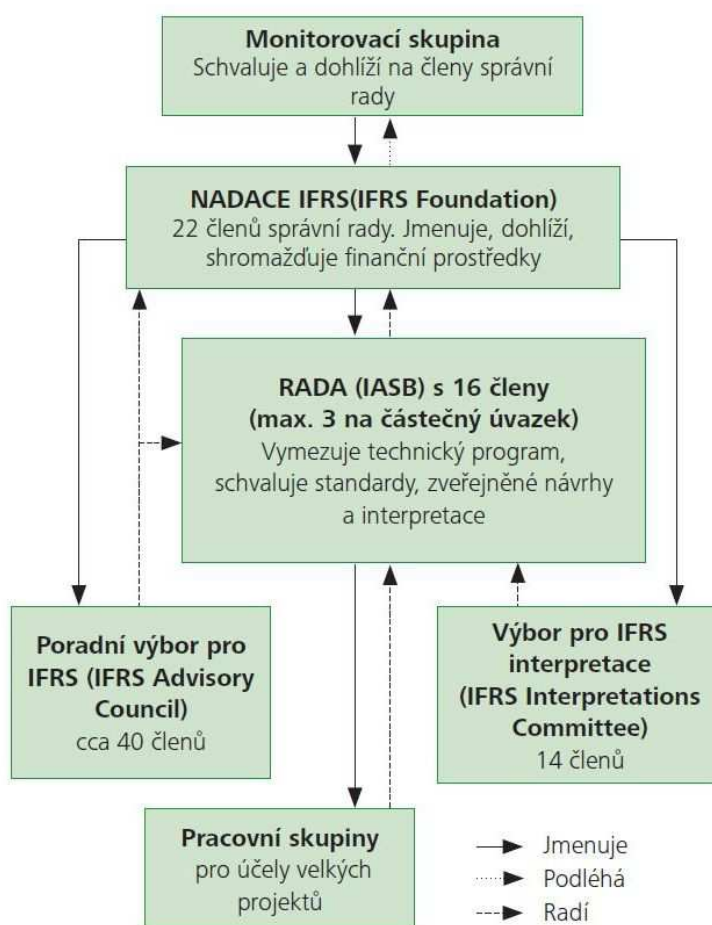 Monitorovací skupina
Schvaluje a dohlíží na členy správní
rady
NADACE IFRS(IFRS Foundation)
22 členů správní rady. Jmenuje, dohlíží,
shromažďuje finanční prostředky
RADA (IASB) s 16 členy
(max. 3 na částečný úvazek)
Vymezuje technický program,
schvaluje standardy, zveřejněné návrhy
a interpretace
Poradní výbor pro
IFRS (IFRS Advisory
Council)
cca 40 členů
Výbor pro IFRS
interpretace
(IFRS Interpretations
Committee)
14 členů
Pracovní skupiny
pro účely velkých
projektů
Jmenuje
Podléhá
Radí